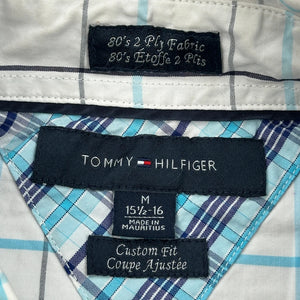 80's 2 Ply Fabric
80's Étoffe 2 Plis
TOMMY HILFIGER
M
15½-16
MADE IN
MAURITIUS
Custom Fit
Coupe Ajustée